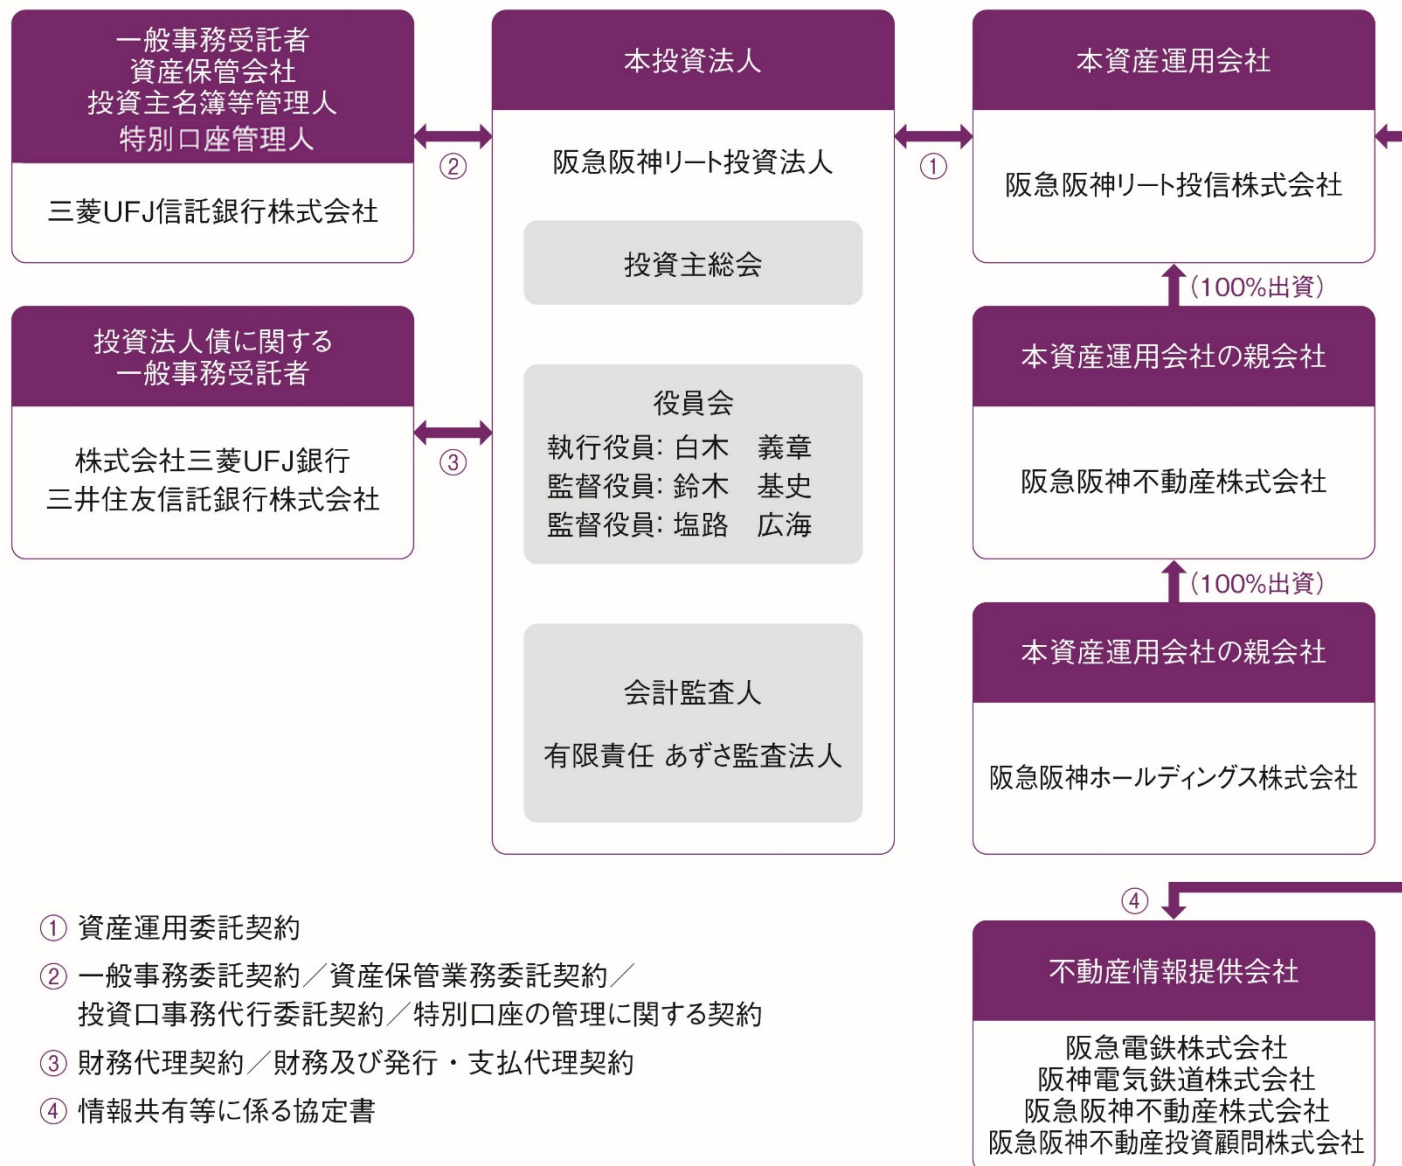 一般事務受託者
資産保管会社
投資主名簿等管理人
特別口座管理人
三菱UFJ信託銀行株式会社
②
投資法人債に関する
一般事務受託者
株式会社三菱UFJ銀行
三井住友信託銀行株式会社
③
本投資法人
阪急阪神リート投資法人
投資主総会
役員会
執行役員：白木　義章
監督役員：鈴木　基史
監督役員：塩路　広海
会計監査人
有限責任 あずさ監査法人
①
本資産運用会社
阪急阪神リート投信株式会社
（100%出資）
本資産運用会社の親会社
阪急阪神不動産株式会社
（100%出資）
本資産運用会社の親会社
阪急阪神ホールディングス株式会社
④
不動産情報提供会社
阪急電鉄株式会社
阪神電気鉄道株式会社
阪急阪神不動産株式会社
阪急阪神不動産投資顧問株式会社
① 資産運用委託契約
② 一般事務委託契約／資産保管業務委託契約／
投資口事務代行委託契約／特別口座の管理に関する契約
③ 財務代理契約／財務及び発行・支払代理契約
④ 情報共有等に係る協定書